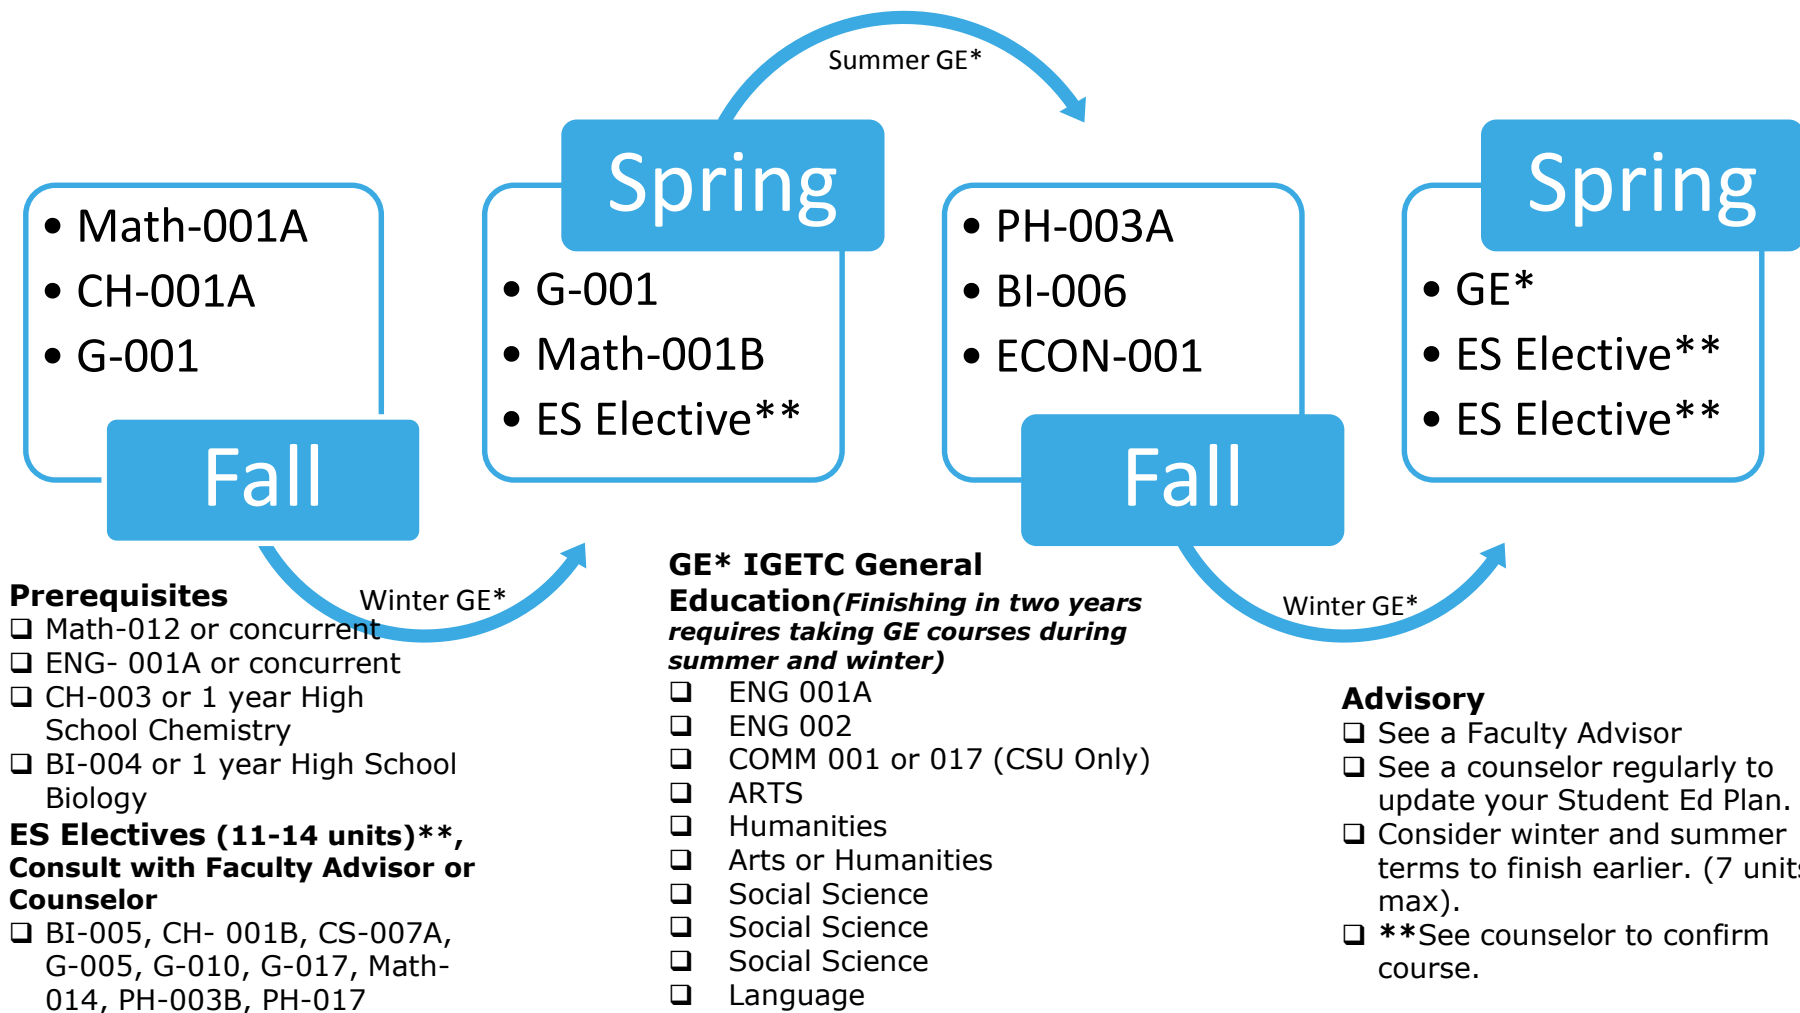 Summer GE*
• Math-001A
• CH-001A
• G-001
Fall
Spring
• G-001
• Math-001B
• ES Elective**
• PH-003A
• BI-006
• ECON-001
Fall
Spring
• GE*
• ES Elective**
• ES Elective**
Winter GE*
Winter GE*
Prerequisites
❑ Math-012 or concurrent
❑ ENG- 001A or concurrent
❑ CH-003 or 1 year High
School Chemistry
❑ BI-004 or 1 year High School
Biology
ES Electives (11-14 units)**,
Consult with Faculty Advisor or
Counselor
❑ BI-005, CH- 001B, CS-007A,
G-005, G-010, G-017, Math-
014, PH-003B, PH-017
GE* IGETC General
Education(Finishing in two years
requires taking GE courses during
summer and winter)
❑ ENG 001A
❑ ENG 002
❑ COMM 001 or 017 (CSU Only)
❑ ARTS
❑ Humanities
❑ Arts or Humanities
❑ Social Science
❑ Social Science
❑ Social Science
❑ Language
Advisory
❑ See a Faculty Advisor
❑ See a counselor regularly to
update your Student Ed Plan.
❑ Consider winter and summer
terms to finish earlier. (7 units
max).
❑ **See counselor to confirm
course.